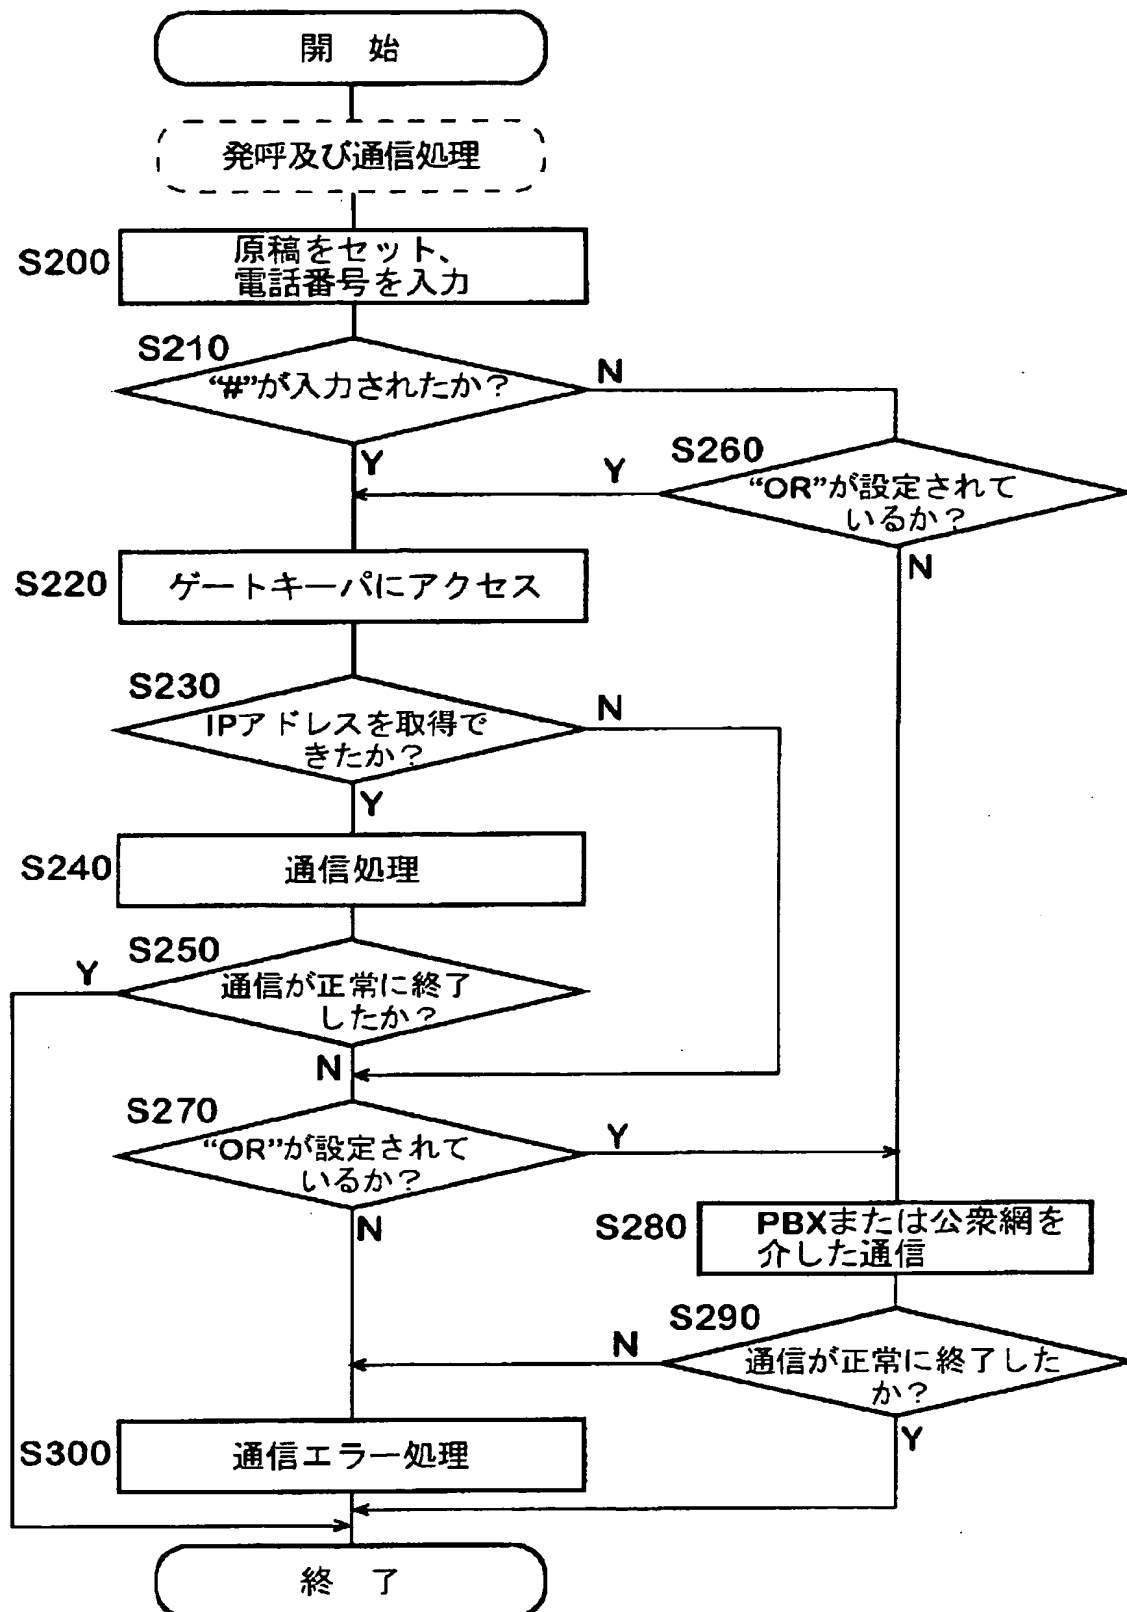 開 始
発呼及び通信処理
S200
原稿をセット、
電話番号を入力
S210
“#”が入力されたか？
N
Y
S260
“OR”が設定されて
いるか？
Y
N
S220
ゲートキーパにアクセス
S230
IPアドレスを取得で
きたか？
N
Y
S240
通信処理
S250
通信が正常に終了
したか？
Y
N
S270
“OR”が設定されて
いるか？
Y
N
S280
PBXまたは公衆網を
介した通信
S290
通信が正常に終了した
か？
N
Y
S300
通信エラー処理
終 了